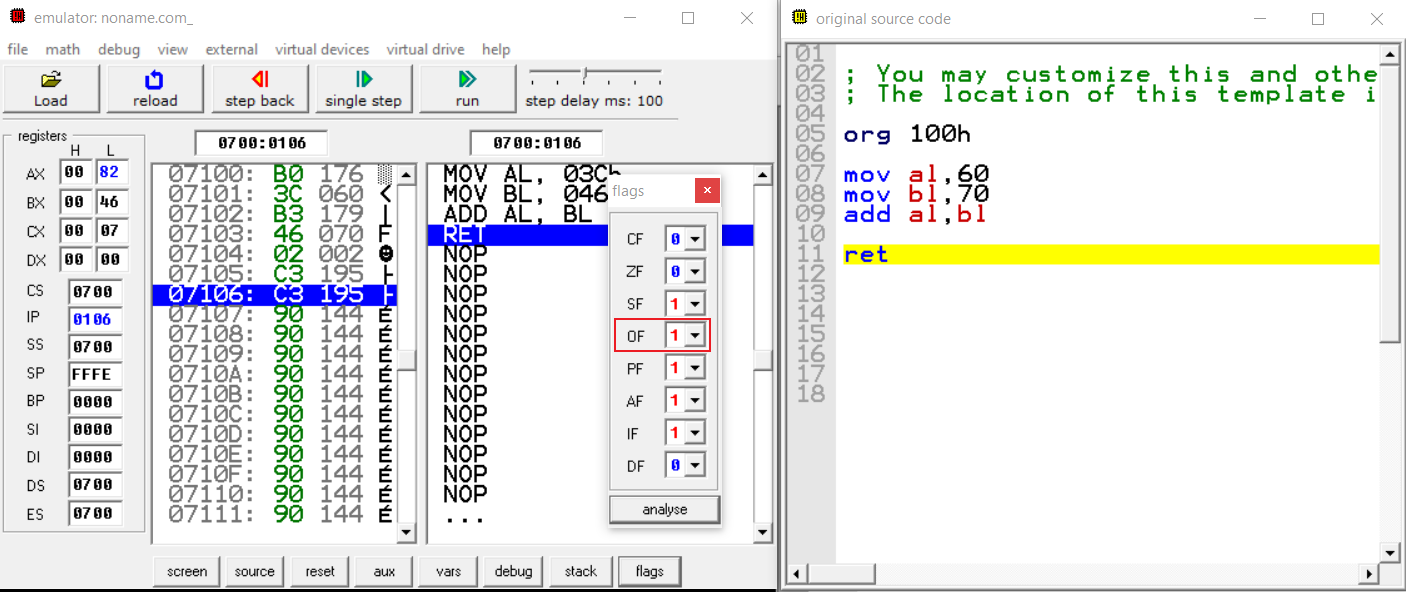 emulator: noname.com_
file math debug view external virtual devices virtual drive help
Load reload step back single step run step delay ms: 100
registers
H L
AX 00 82
BX 00 46
CX 00 07
DX 00 00
CS 0700
IP 0106
SS 0700
SP FFFE
BP 0000
SI 0000
DI 0000
DS 0700
ES 0700
0700:0106
07100: B0 176
07101: 3C 060 <
07102: B3 179 |
07103: 46 070 F
07104: 02 002 ☻
07105: C3 195 ├
07106: C3 195 ├
07107: 90 144 É
07108: 90 144 É
07109: 90 144 É
0710A: 90 144 É
0710B: 90 144 É
0710C: 90 144 É
0710D: 90 144 É
0710E: 90 144 É
0710F: 90 144 É
07110: 90 144 É
07111: 90 144 É
0700:0106
MOV AL, 03Ch
MOV BL, 046
ADD AL, BL
RET
NOP
NOP
NOP
NOP
NOP
NOP
NOP
NOP
NOP
NOP
NOP
NOP
NOP
...
flags
CF 0
ZF 0
SF 1
OF 1
PF 1
AF 1
IF 1
DF 0
analyse
screen source reset aux vars debug stack flags
original source code
01
02 ; You may customize this and othe
03 ; The location of this template i
04
05 org 100h
06
07 mov al,60
08 mov bl,70
09 add al,bl
10
11 ret
12
13
14
15
16
17
18